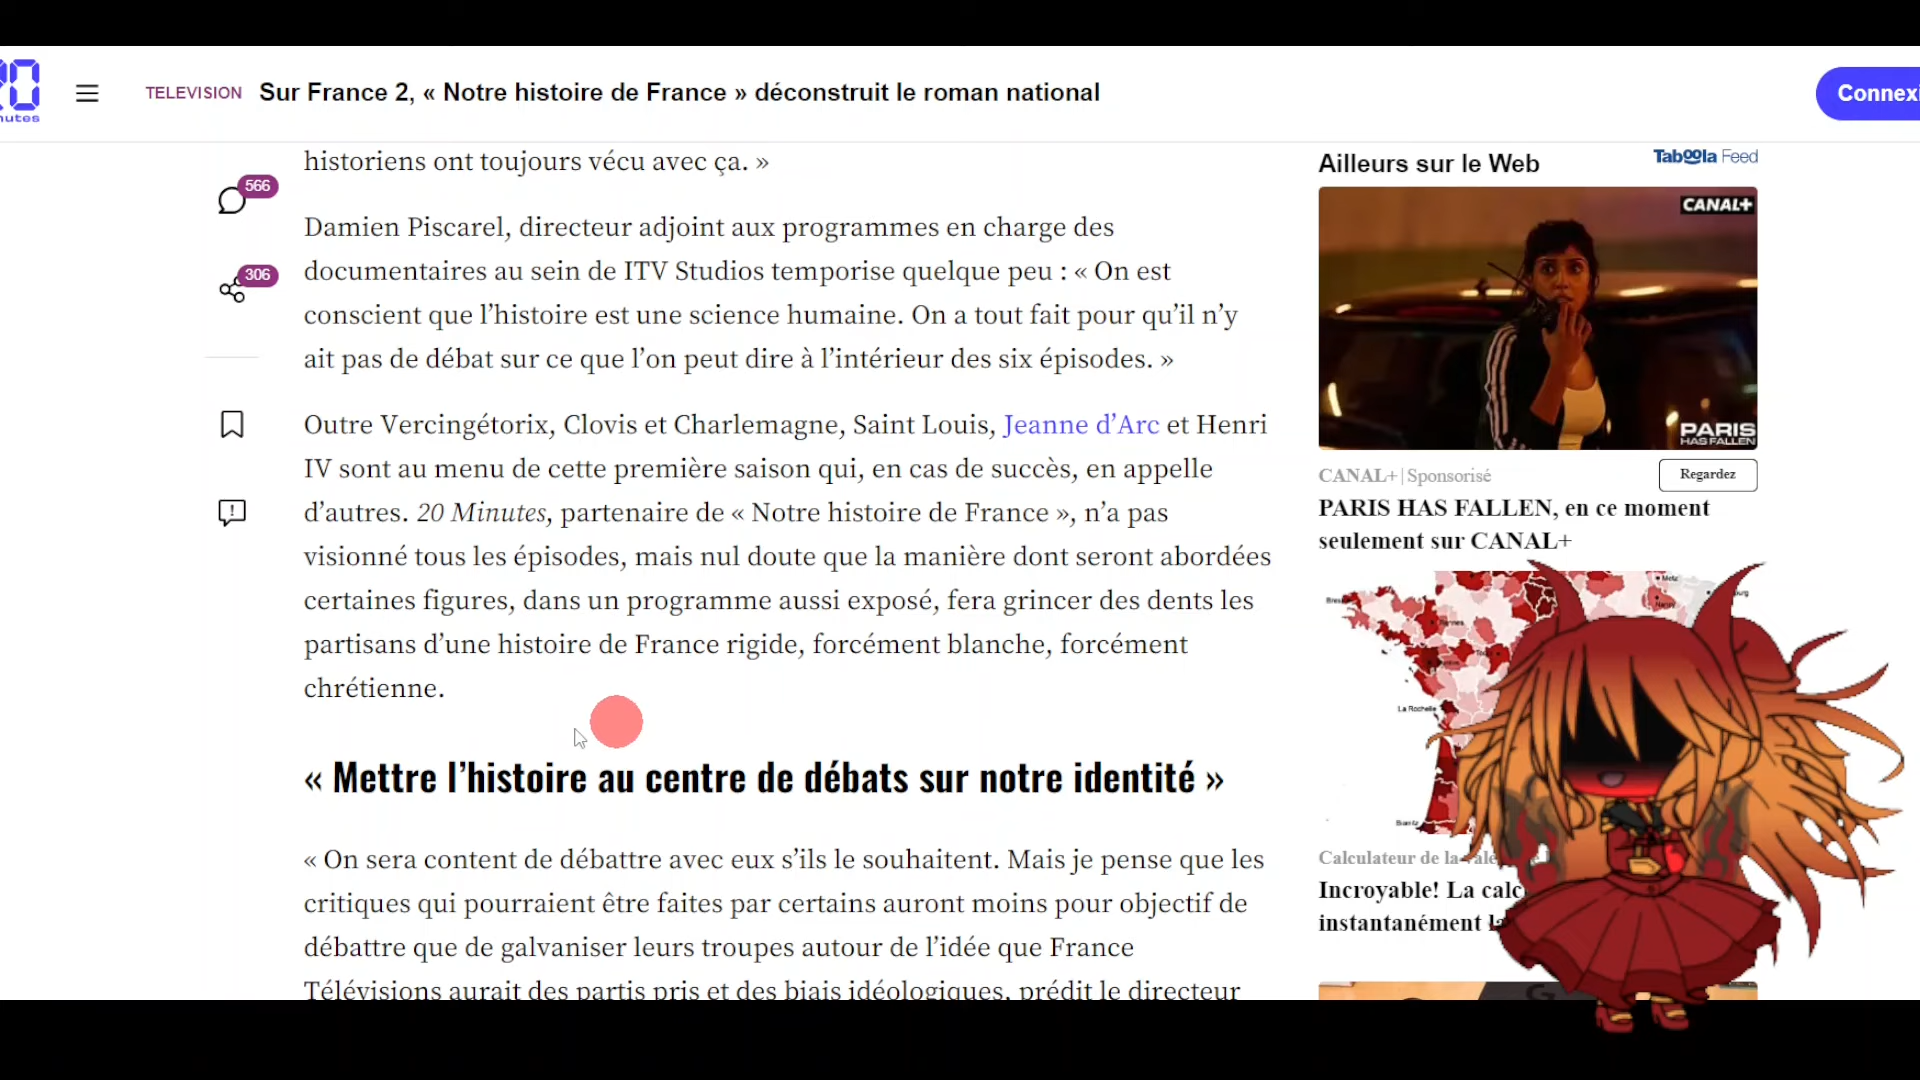 20
nutes
TELEVISION
Sur France 2, « Notre histoire de France » déconstruit le roman national
Connexi
566
306
historiens ont toujours vécu avec ça. »
Damien Piscarel, directeur adjoint aux programmes en charge des
documentaires au sein de ITV Studios temporise quelque peu : « On est
conscient que l’histoire est une science humaine. On a tout fait pour qu’il n’y
ait pas de débat sur ce que l’on peut dire à l’intérieur des six épisodes. »
Outre Vercingétorix, Clovis et Charlemagne, Saint Louis, Jeanne d’Arc et Henri
IV sont au menu de cette première saison qui, en cas de succès, en appelle
d’autres. 20 Minutes, partenaire de « Notre histoire de France », n’a pas
visionné tous les épisodes, mais nul doute que la manière dont seront abordées
certaines figures, dans un programme aussi exposé, fera grincer des dents les
partisans d’une histoire de France rigide, forcément blanche, forcément
chrétienne.
« Mettre l’histoire au centre de débats sur notre identité »
« On sera content de débattre avec eux s’ils le souhaitent. Mais je pense que les
critiques qui pourraient être faites par certains auront moins pour objectif de
débattre que de galvaniser leurs troupes autour de l’idée que France
Télévisions aurait des partis pris et des biais idéologiques, prédit le directeur
Ailleurs sur le Web
Taboola Feed
CANAL+
PARIS
HAS FALLEN
CANAL+ | Sponsorisé
Regardez
PARIS HAS FALLEN, en ce moment
seulement sur CANAL+
Metz
Nancy
La Rochelle
Calculateur de la
Incroyable! La calc
instantanément